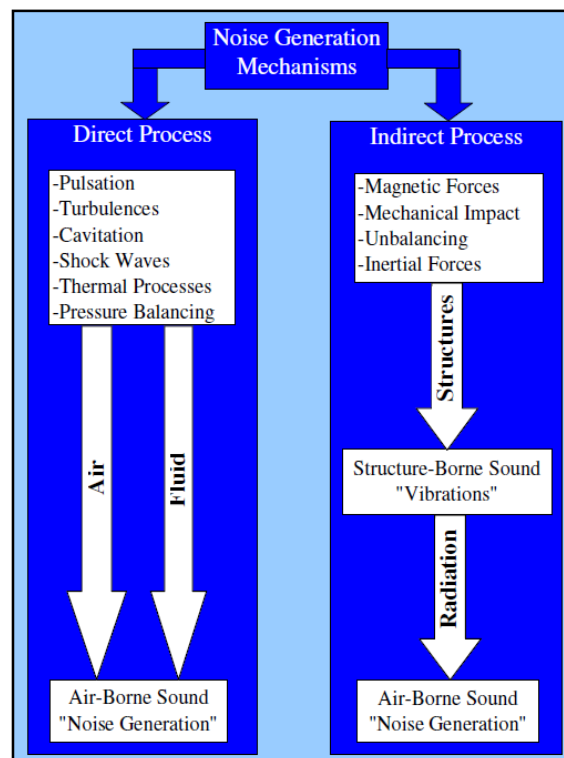 Noise Generation
Mechanisms
Direct Process
-Pulsation
-Turbulences
-Cavitation
-Shock Waves
-Thermal Processes
-Pressure Balancing
Air
Fluid
Air-Borne Sound
"Noise Generation"
Indirect Process
-Magnetic Forces
-Mechanical Impact
-Unbalancing
-Inertial Forces
Structures
Structure-Borne Sound
"Vibrations"
Radiation
Air-Borne Sound
"Noise Generation"